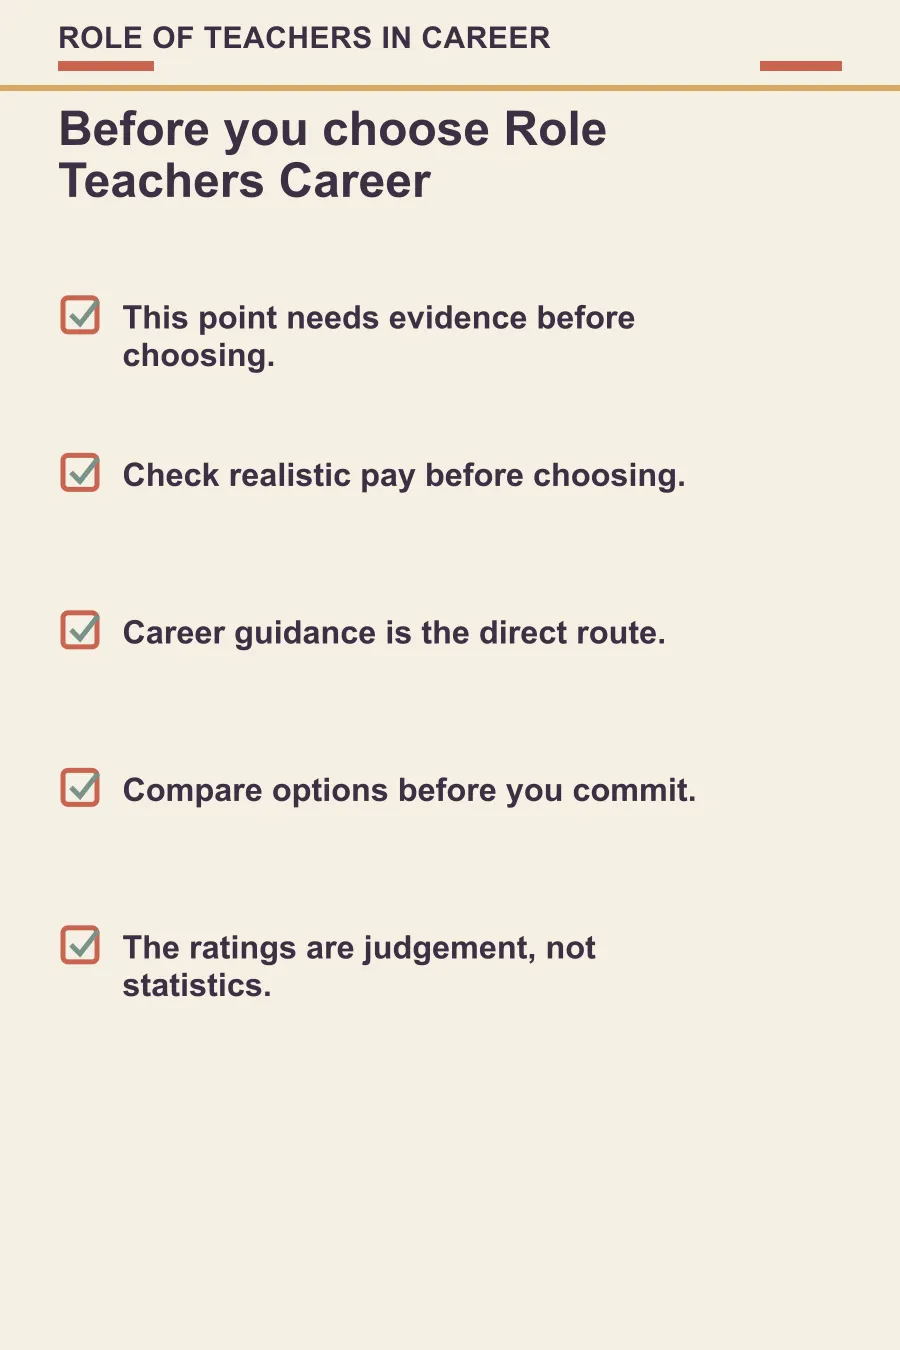 ROLE OF TEACHERS IN CAREER
Before you choose Role
Teachers Career
This point needs evidence before
choosing.
Check realistic pay before choosing.
Career guidance is the direct route.
Compare options before you commit.
The ratings are judgement, not
statistics.